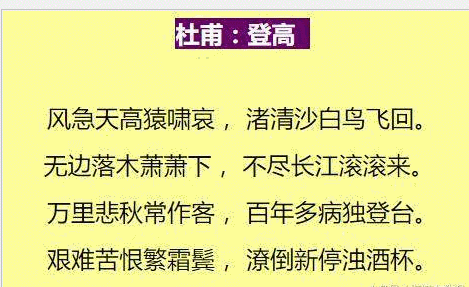 杜甫：登高
风急天高猿啸哀，渚清沙白鸟飞回。
无边落木萧萧下，不尽长江滚滚来。
万里悲秋常作客，百年多病独登台。
艰难苦恨繁霜鬓，潦倒新停浊酒杯。